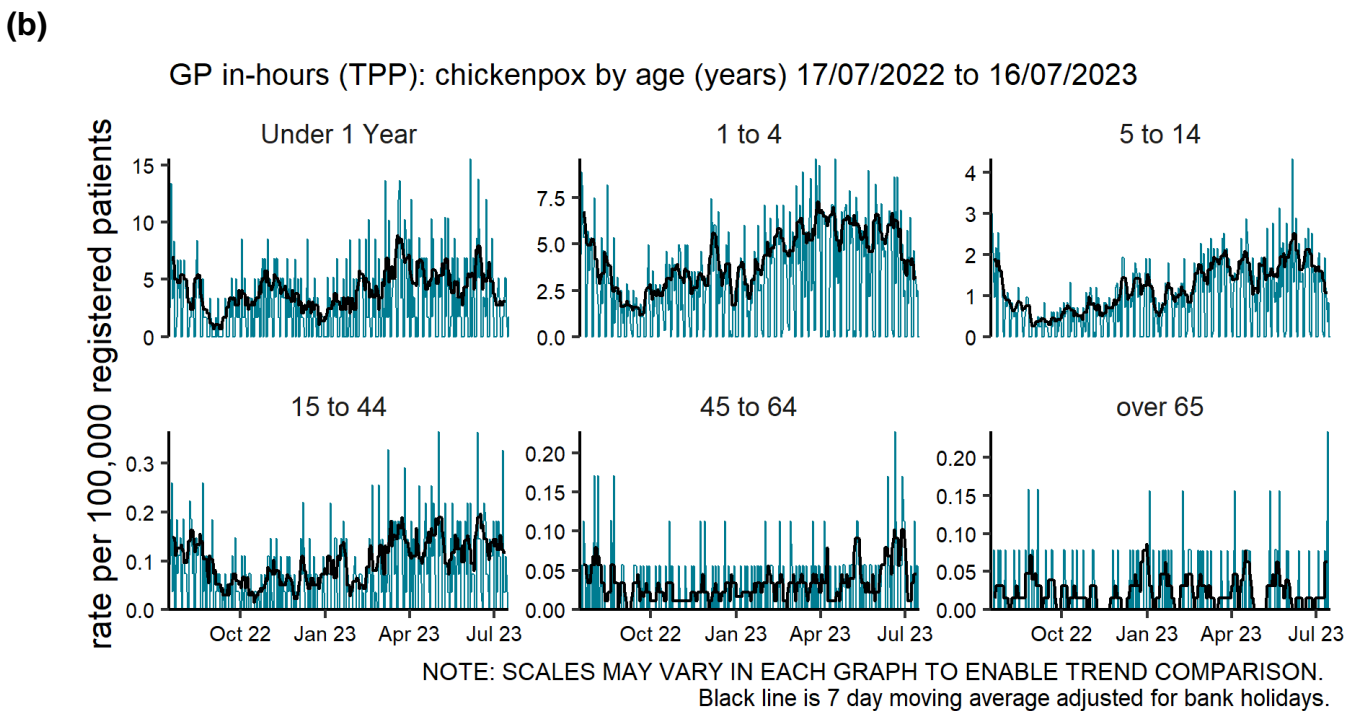 (b)
GP in-hours (TPP): chickenpox by age (years) 17/07/2022 to 16/07/2023
rate per 100,000 registered patients
Under 1 Year
15
10
5
0
1 to 4
7.5
5.0
2.5
0.0
5 to 14
4
3
2
1
0
15 to 44
0.3
0.2
0.1
0.0
Oct 22 Jan 23 Apr 23 Jul 23
45 to 64
0.20
0.15
0.10
0.05
0.00
Oct 22 Jan 23 Apr 23 Jul 23
over 65
0.20
0.15
0.10
0.05
0.00
Oct 22 Jan 23 Apr 23 Jul 23
NOTE: SCALES MAY VARY IN EACH GRAPH TO ENABLE TREND COMPARISON.
Black line is 7 day moving average adjusted for bank holidays.